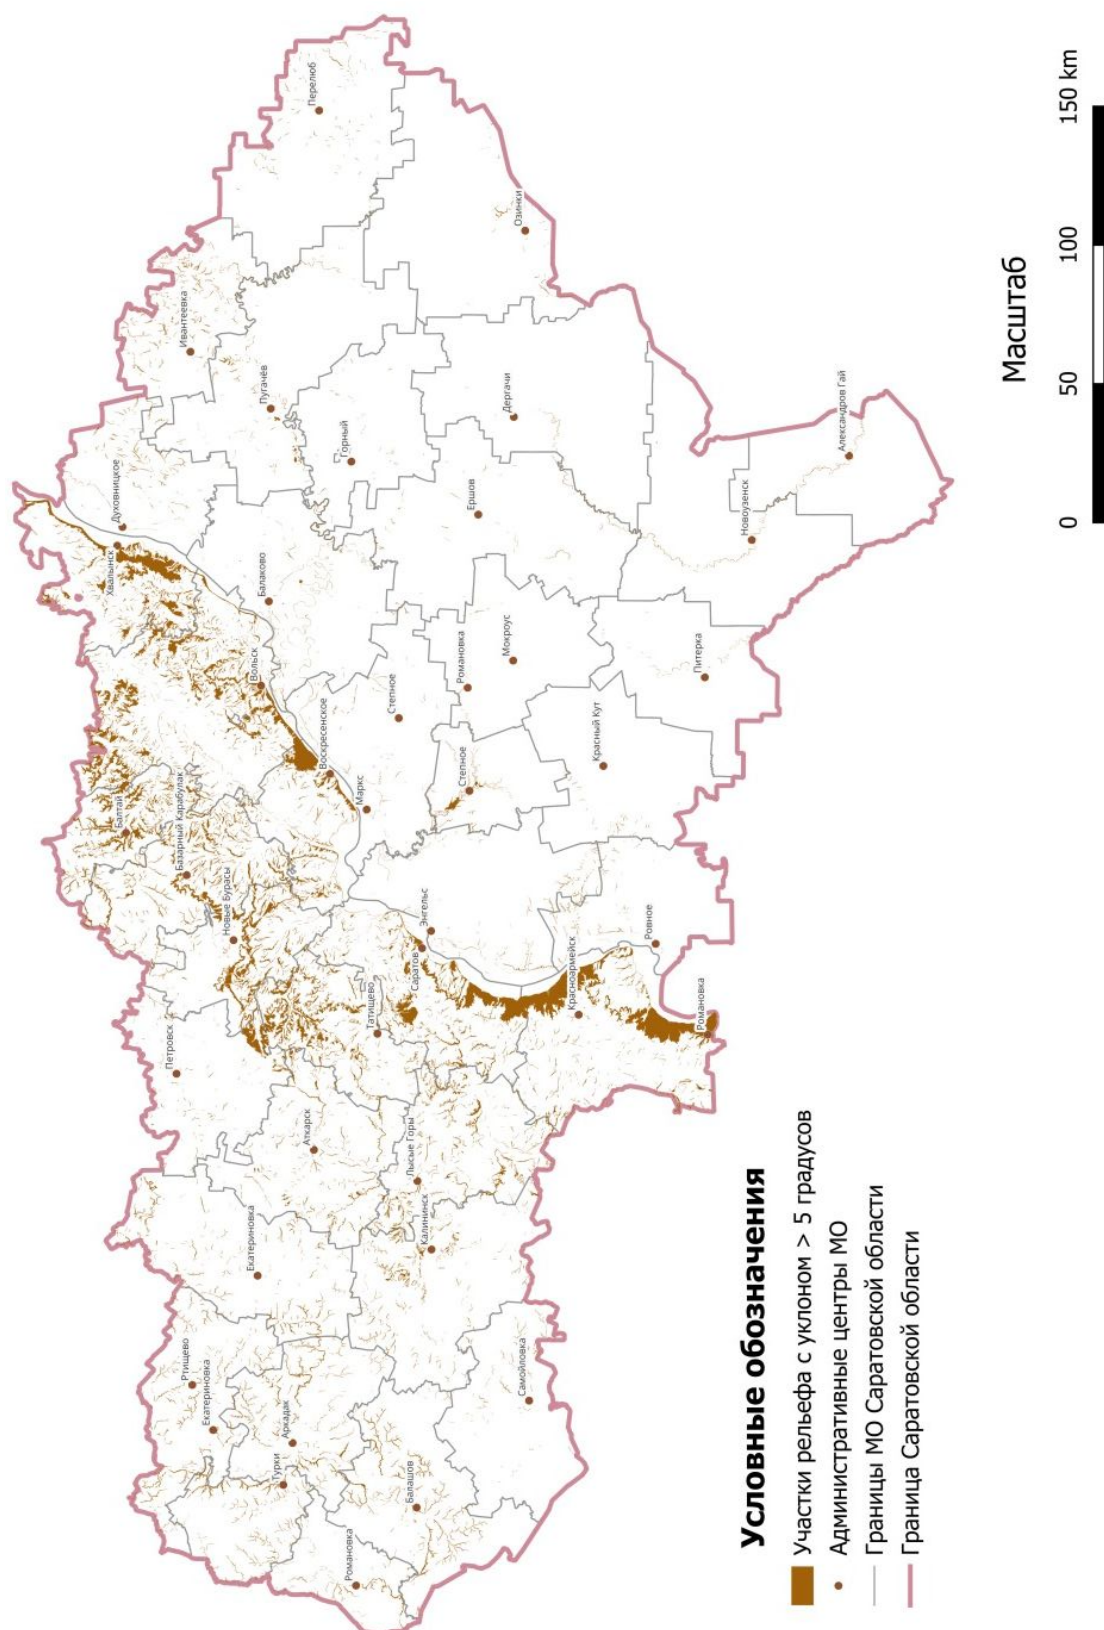 Перелюб
Озинки
Ивантеевка
Пугачёв
Горный
Дергачи
Александров Гай
Духовницкое
Хвалынск
Балаково
Ершов
Новоузенск
Вольск
Воскресенское
Степное
Романовка
Мокроус
Питерка
Балтай
Базарный Карабулак
Маркс
Степное
Красный Кут
Новые Бурасы
Энгельс
Саратов
Ровное
Петровск
Татищево
Красноармейск
Романовка
Аткарск
Лысые Горы
Калининск
Екатериновка
Ртищево
Екатериновка
Аркадак
Турки
Балашов
Самойловка
Романовка
Условные обозначения
Участки рельефа с уклоном > 5 градусов
Административные центры МО
Границы МО Саратовской области
Граница Саратовской области
Масштаб
0 50 100 150 km